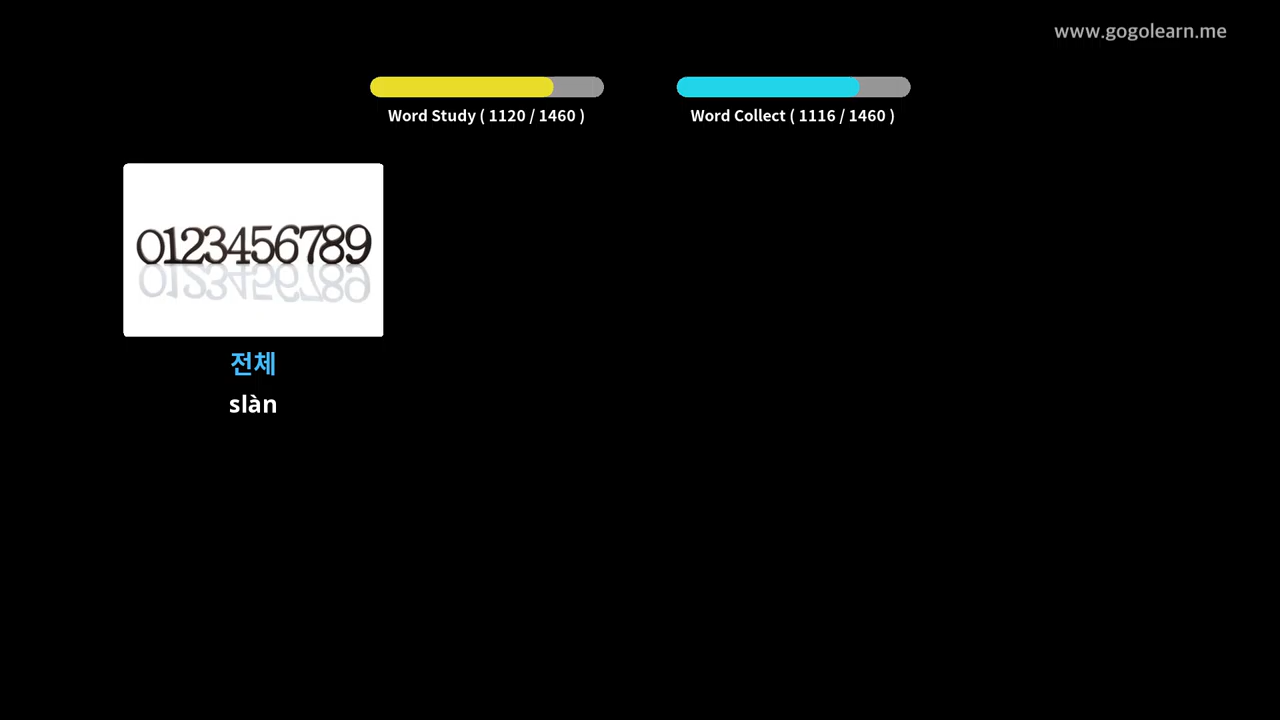 www.gogolearn.me
Word Study ( 1120 / 1460 )
Word Collect ( 1116 / 1460 )
0123456789
전체
slàn